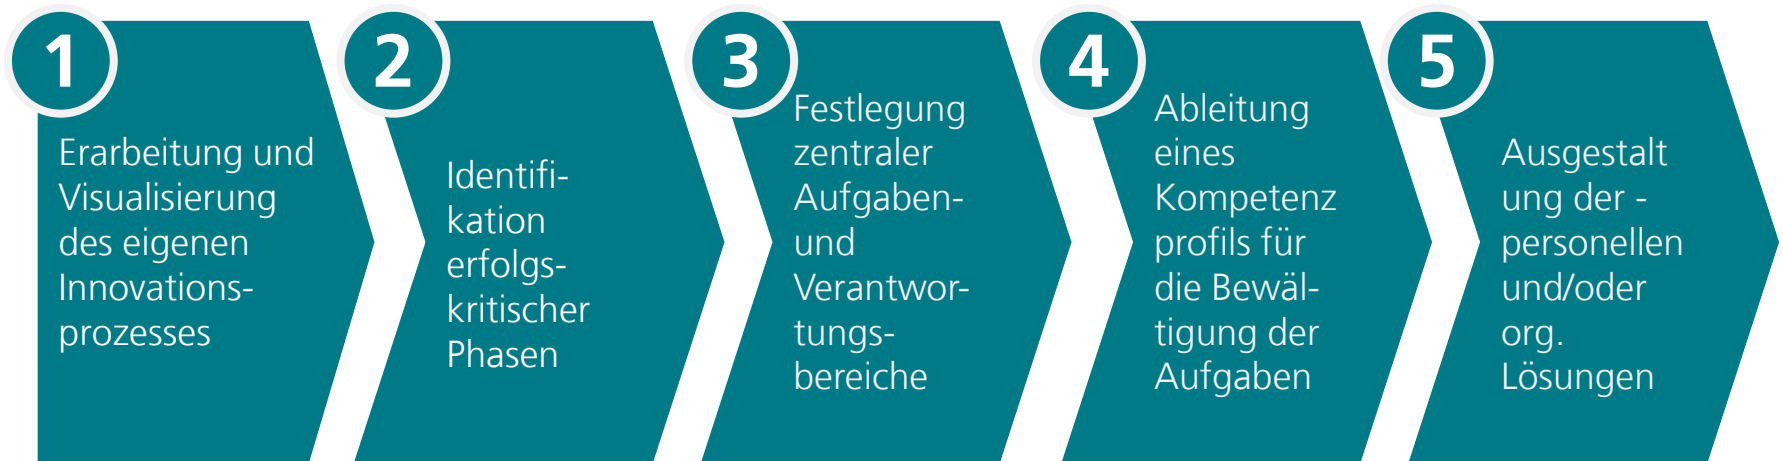 1
Erarbeitung und
Visualisierung
des eigenen
Innovations-
prozesses
2
Identifi-
kation
erfolgs-
kritischer
Phasen
3
Festlegung
zentraler
Aufgaben-
und
Verantwor-
tungs-
bereiche
4
Ableitung
eines
Kompetenz
profils für
die Bewäl-
tigung der
Aufgaben
5
Ausgestalt
ung der -
personellen
und/oder
org.
Lösungen